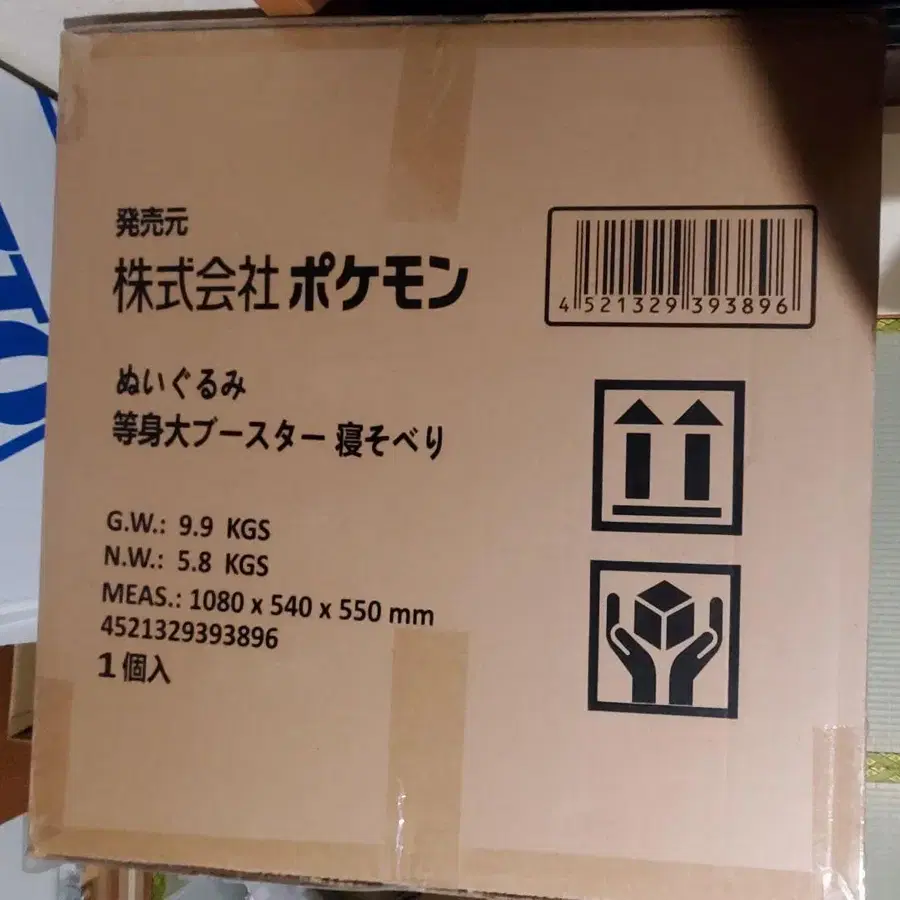 発売元
株式会社ポケモン
4 521329 393896
ぬいぐるみ
等身大ブースター 寝そべり
G.W.: 9.9 KGS
N.W.: 5.8 KGS
MEAS.: 1080 x 540 x 550 mm
4521329393896
1個入